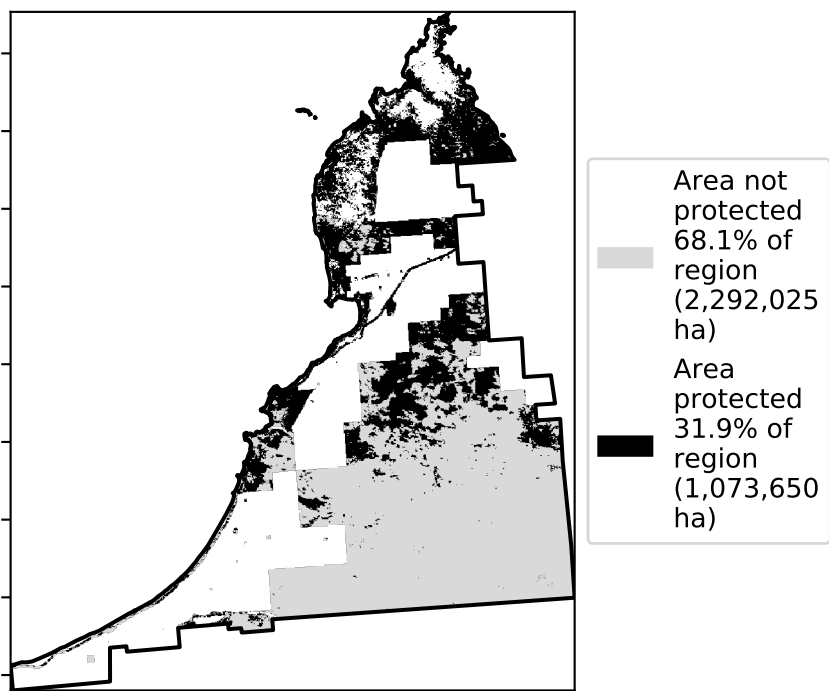 Area not
protected
68.1% of
region
(2,292,025
ha)
Area
protected
31.9% of
region
(1,073,650
ha)